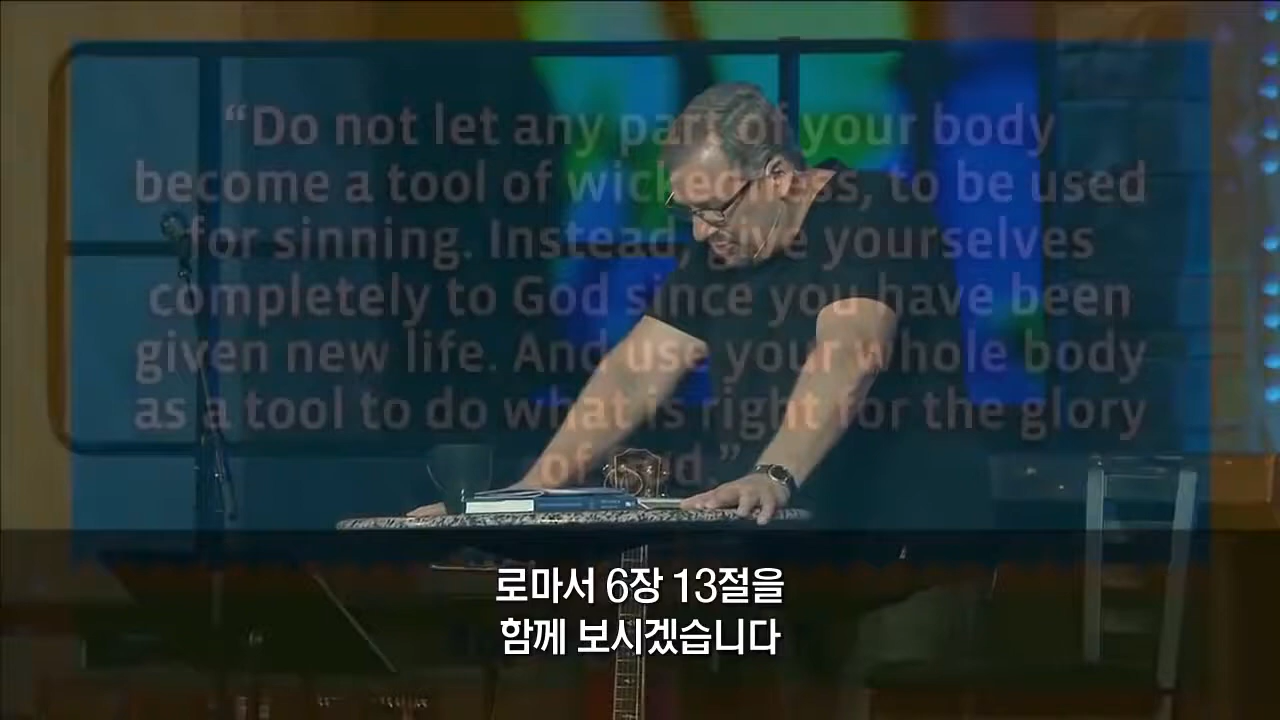 “Do not let any part of your body
become a tool of wickedness, to be used
for sinning. Instead, give yourselves
completely to God since you have been
given new life. And use your whole body
as a tool to do what is right for the glory
of God.”
로마서 6장 13절을
함께 보시겠습니다